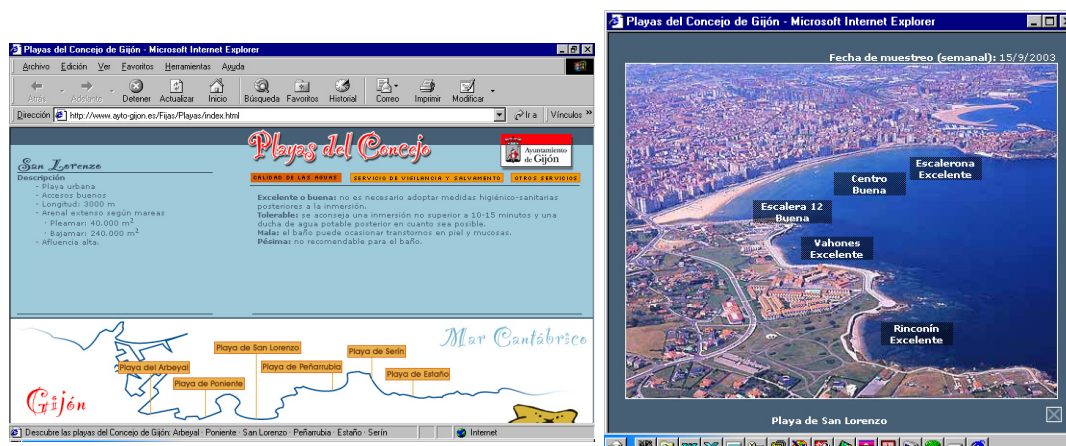 Playas del Concejo de Gijón - Microsoft Internet Explorer
Archivo Edición Ver Favoritos Herramientas Ayuda
Atrás Adelante Detener Actualizar Inicio Búsqueda Favoritos Historial Correo Imprimir Modificar
Dirección http://www.ayto-gijon.es/Fijas/Playas/index.html Ir a Vínculos »
Playas del Concejo
Ayuntamiento
de Gijón
San Lorenzo
CALIDAD DE LAS AGUAS SERVICIO DE VIGILANCIA Y SALVAMENTO OTROS SERVICIOS
Descripción
- Playa urbana
- Accesos buenos
- Longitud: 3000 m
- Arenal extenso según mareas
· Pleamar: 40.000 m²
· Bajamar: 240.000 m²
- Afluencia alta.
Excelente o buena: no es necesario adoptar medidas higiénico-sanitarias
posteriores a la inmersión.
Tolerable: se aconseja una inmersión no superior a 10-15 minutos y una
ducha de agua potable posterior en cuanto sea posible.
Mala: el baño puede ocasionar transtornos en piel y mucosas.
Pésima: no recomendable para el baño.
Mar Cantábrico
Playa de San Lorenzo
Playa de Serín
Playa del Arbeyal
Playa de Peñarrubia
Playa de Estaño
Playa de Poniente
Gijón
Descubre las playas del Concejo de Gijón: Arbeyal · Poniente · San Lorenzo · Peñarrubia · Estaño · Serín Internet
Playas del Concejo de Gijón - Microsoft Internet Explorer
Fecha de muestreo (semanal): 15/9/2003
Escalerona
Excelente
Centro
Buena
Escalera 12
Buena
Vahones
Excelente
Rinconín
Excelente
Playa de San Lorenzo